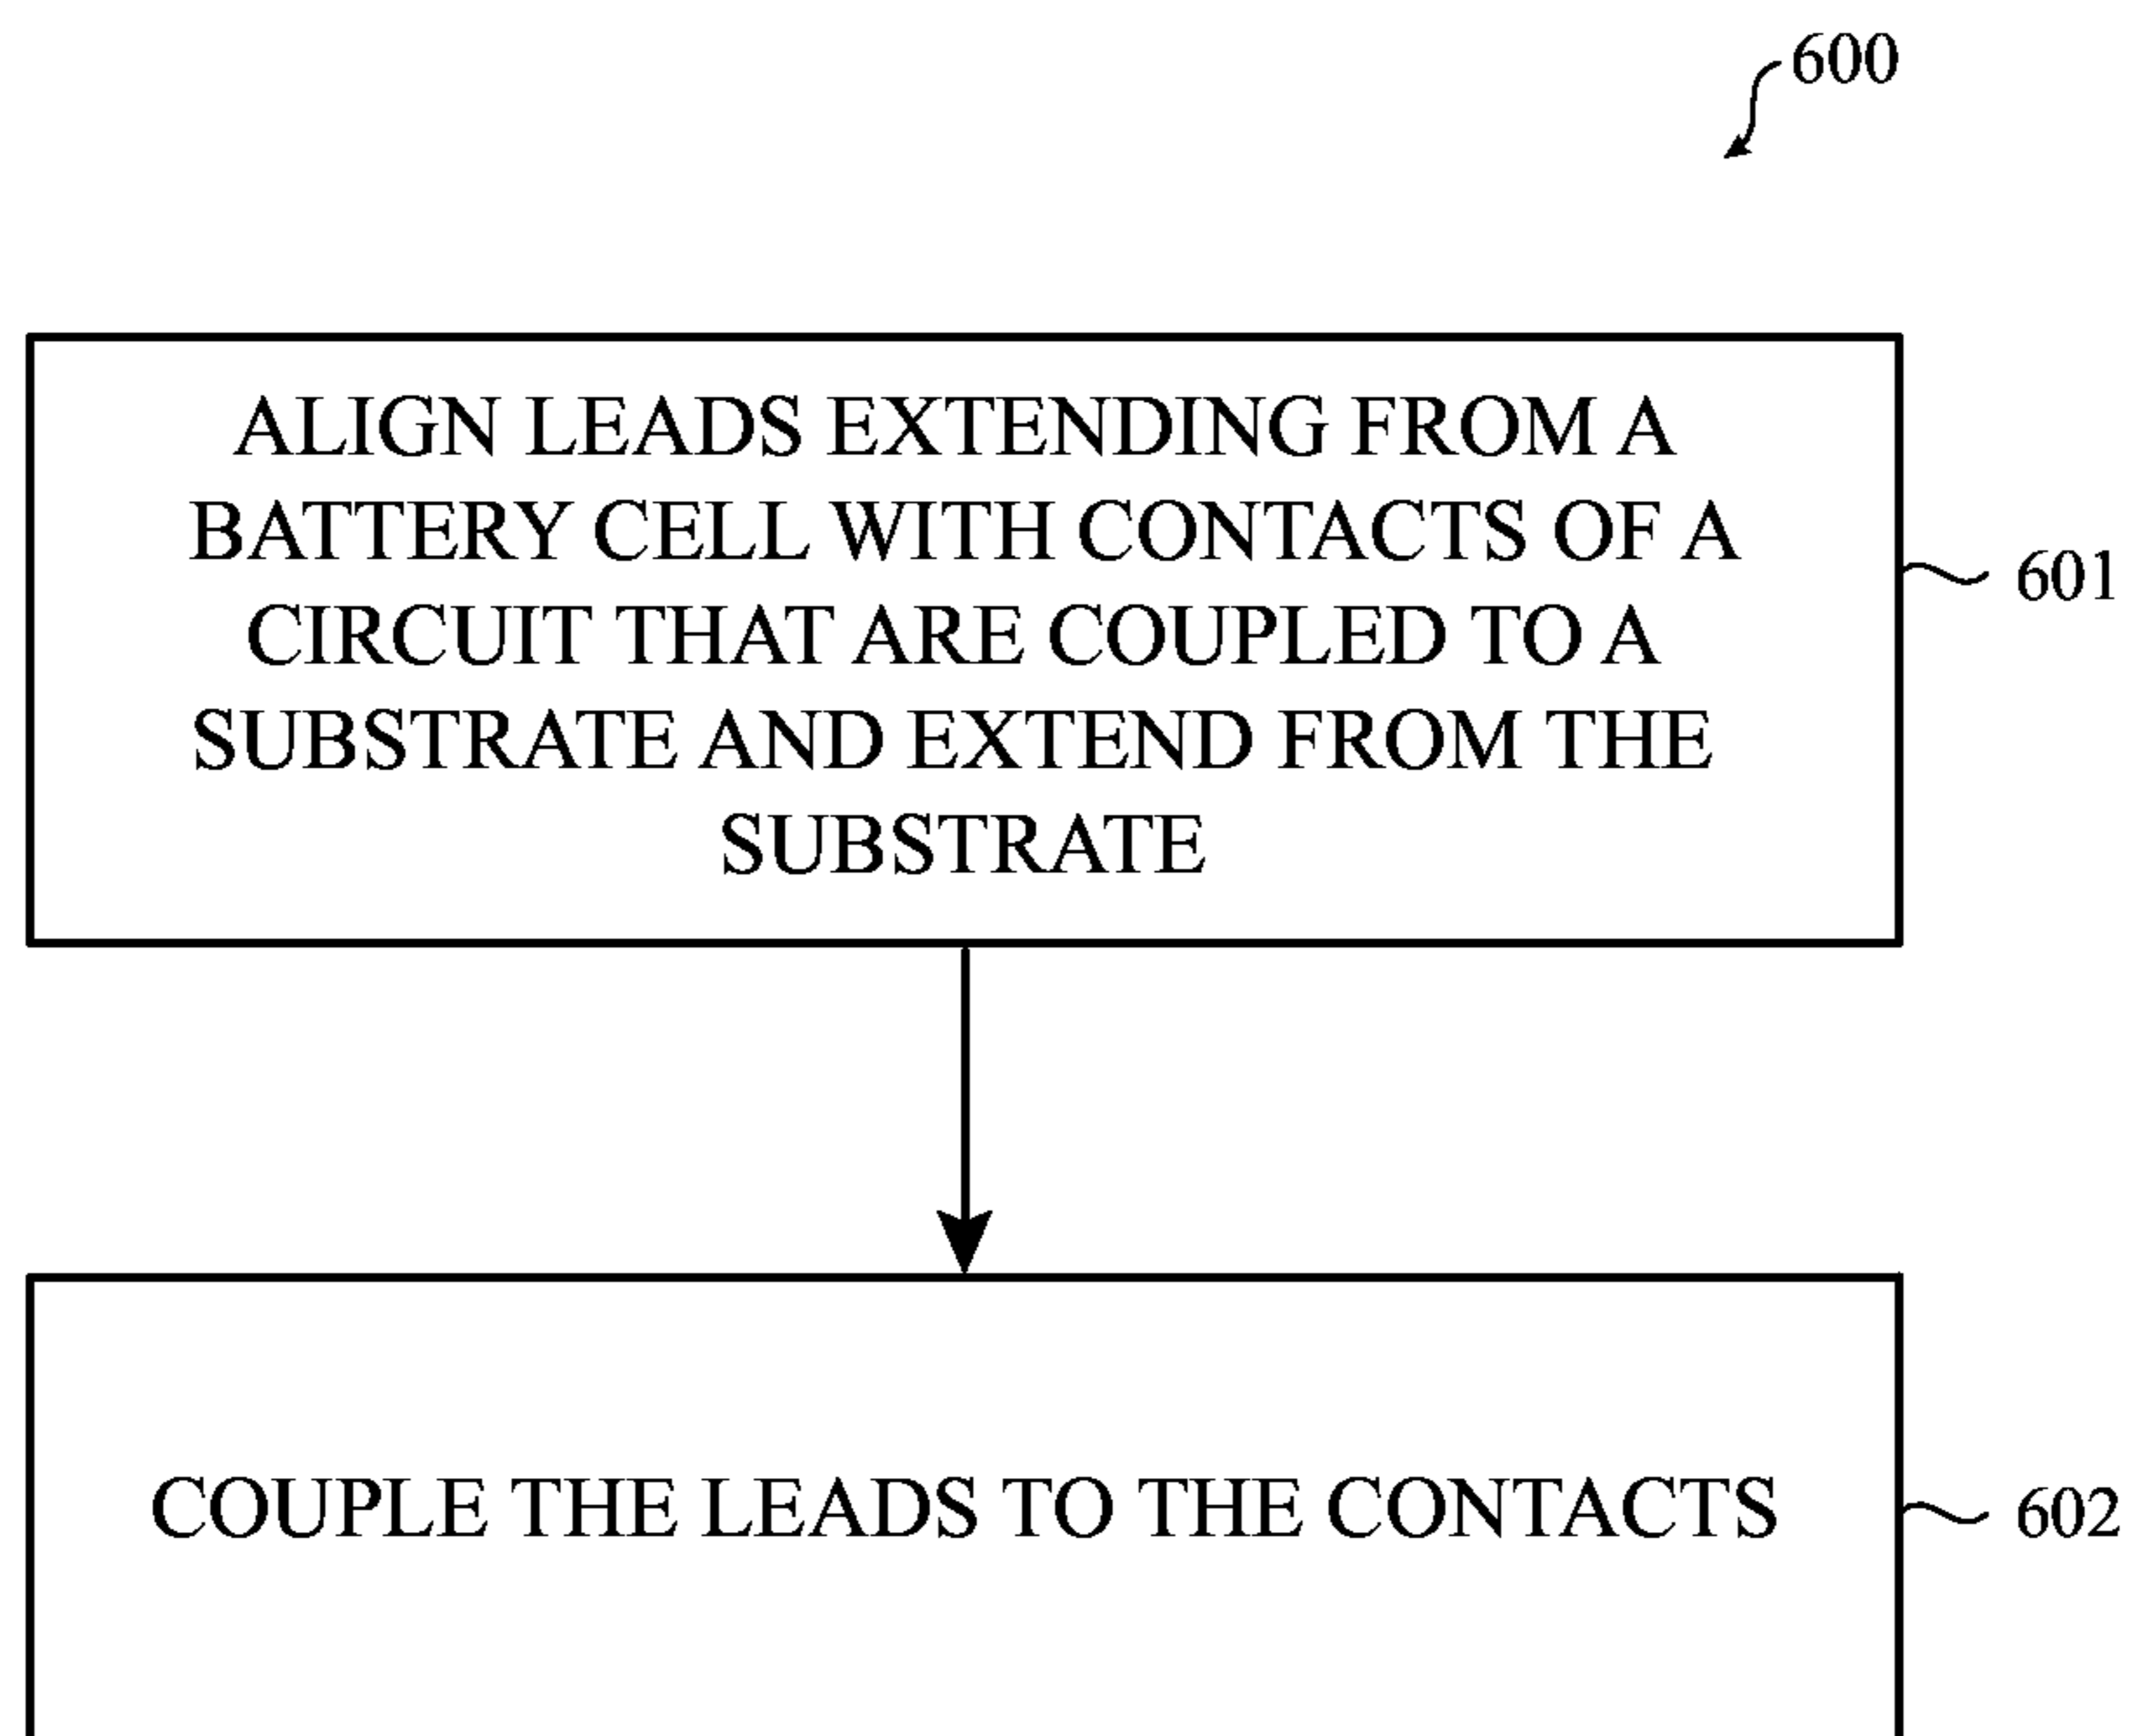 600
ALIGN LEADS EXTENDING FROM A
BATTERY CELL WITH CONTACTS OF A
CIRCUIT THAT ARE COUPLED TO A
SUBSTRATE AND EXTEND FROM THE
SUBSTRATE
601
COUPLE THE LEADS TO THE CONTACTS
602